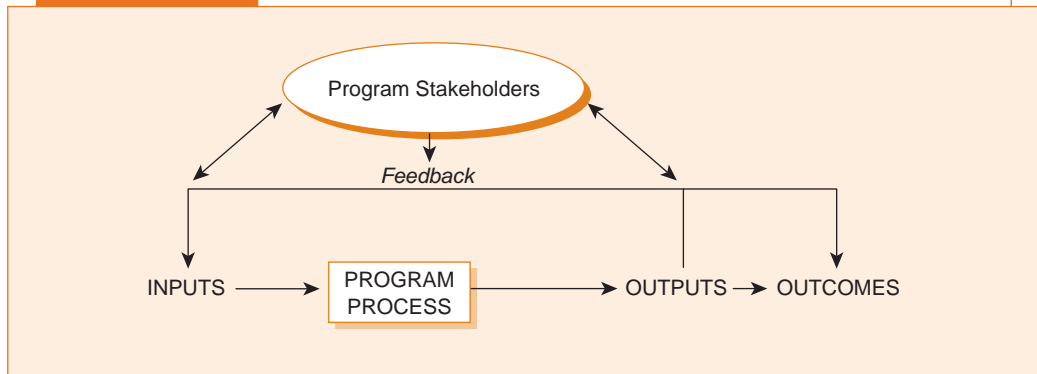 Program Stakeholders
Feedback
INPUTS
PROGRAM
PROCESS
OUTPUTS
OUTCOMES